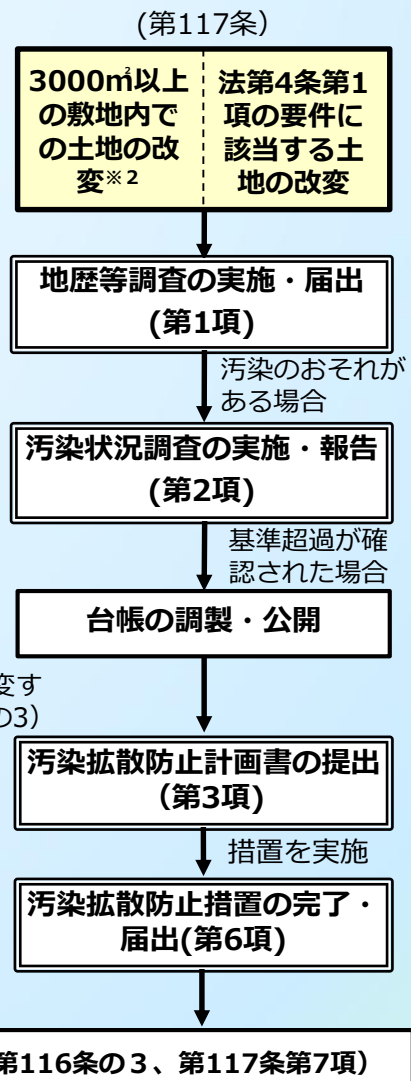 (第117条）
3000㎡以上
の敷地内で
の土地の改
変※2
法第4条第1
項の要件に
該当する土
地の改変
地歴等調査の実施・届出
(第1項)
汚染のおそれが
ある場合
汚染状況調査の実施・報告
(第2項)
基準超過が確
認された場合
台帳の調製・公開
変す
の3）
汚染拡散防止計画書の提出
（第3項)
措置を実施
汚染拡散防止措置の完了・
届出(第6項)
第116条の３、第117条第7項）